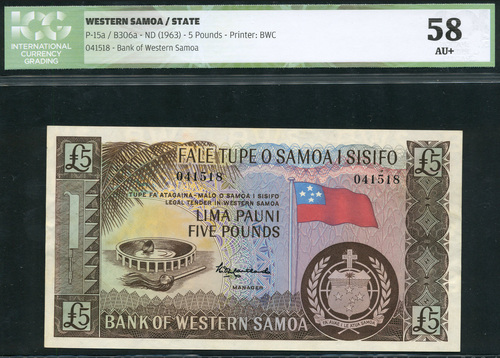 ICG
INTERNATIONAL
CURRENCY
GRADING
WESTERN SAMOA / STATE
P-15a / B306a - ND (1963) - 5 Pounds - Printer: BWC
041518 - Bank of Western Samoa
58
AU+
£5
FALE TUPE O SAMOA I SISIFO
£5
041518
041518
TUPE FA ATAGAINA - MALO O SAMOA I SISIFO
LEGAL TENDER IN WESTERN SAMOA
LIMA PAUNI
FIVE POUNDS
MANAGER
£5
BANK OF WESTERN SAMOA
£5